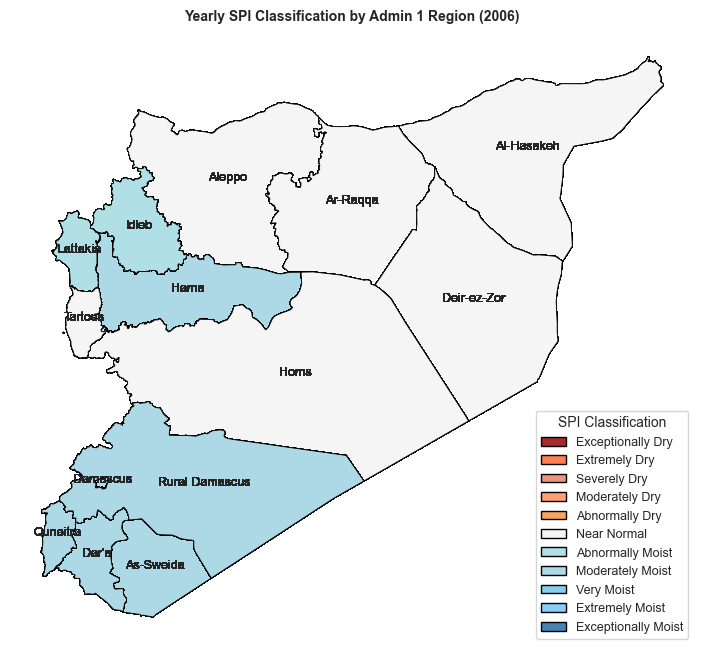 Yearly SPI Classification by Admin 1 Region (2006)
Al-Hasakeh
Aleppo
Ar-Raqqa
Idleb
Lattakia
Hama
Deir-ez-Zor
Tartous
Homs
Damascus
Rural Damascus
Quneitra
Dar'a
As-Sweida
SPI Classification
Exceptionally Dry
Extremely Dry
Severely Dry
Moderately Dry
Abnormally Dry
Near Normal
Abnormally Moist
Moderately Moist
Very Moist
Extremely Moist
Exceptionally Moist